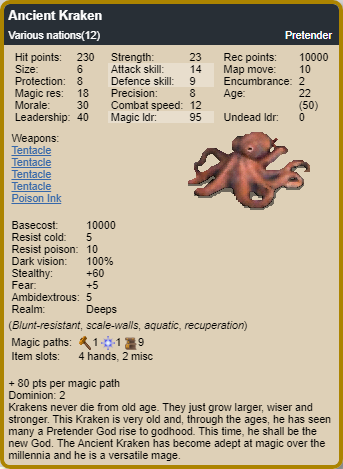 Ancient Kraken
Various nations(12) Pretender
Hit points: 230 Strength: 23 Rec points: 10000
Size: 6 Attack skill: 14 Map move: 10
Protection: 8 Defence skill: 9 Encumbrance: 2
Magic res: 18 Precision: 8 Age: 22
Morale: 30 Combat speed: 12 (50)
Leadership: 40 Magic ldr: 95 Undead ldr: 0
Weapons:
Tentacle
Tentacle
Tentacle
Tentacle
Poison Ink
Basecost: 10000
Resist cold: 5
Resist poison: 10
Dark vision: 100%
Stealthy: +60
Fear: +5
Ambidextrous: 5
Realm: Deeps
(Blunt-resistant, scale-walls, aquatic, recuperation)
Magic paths: 1 1 9
Item slots: 4 hands, 2 misc
+ 80 pts per magic path
Dominion: 2
Krakens never die from old age. They just grow larger, wiser and
stronger. This Kraken is very old and, through the ages, he has seen
many a Pretender God rise to godhood. This time, he shall be the
new God. The Ancient Kraken has become adept at magic over the
millennia and he is a versatile mage.